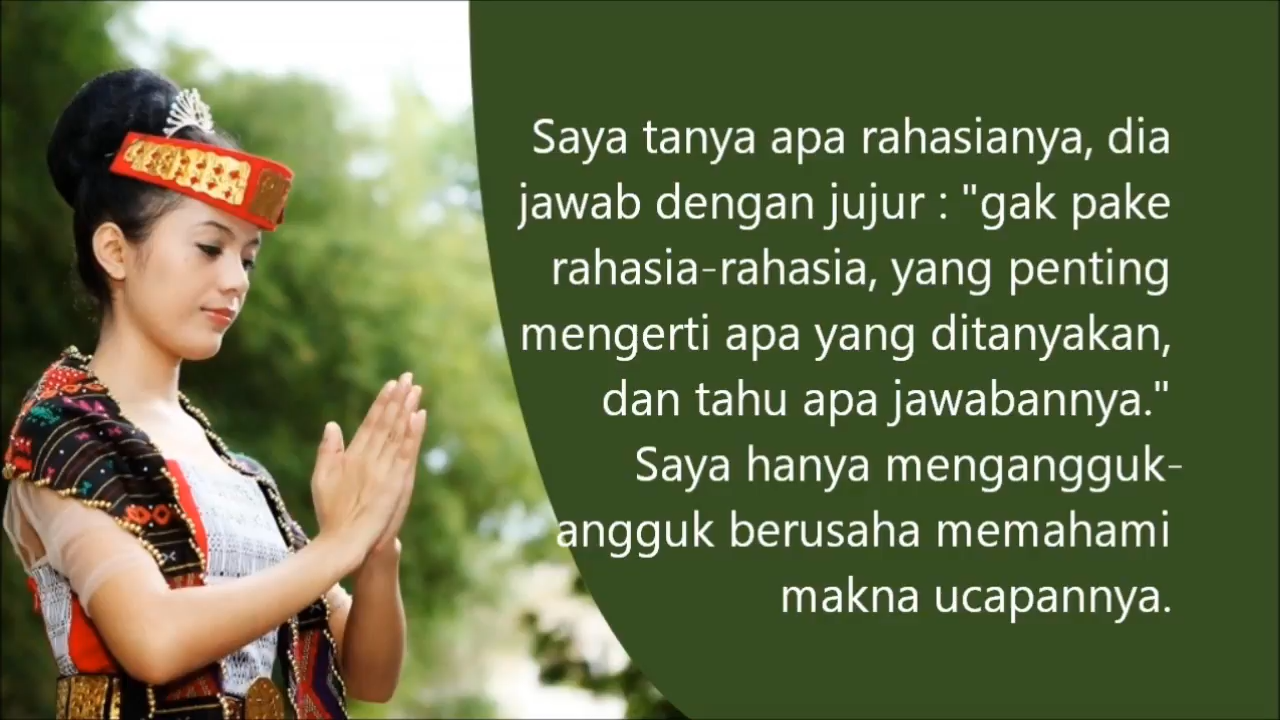 Saya tanya apa rahasianya, dia
jawab dengan jujur : "gak pake
rahasia-rahasia, yang penting
mengerti apa yang ditanyakan,
dan tahu apa jawabannya."
Saya hanya mengangguk-
angguk berusaha memahami
makna ucapannya.